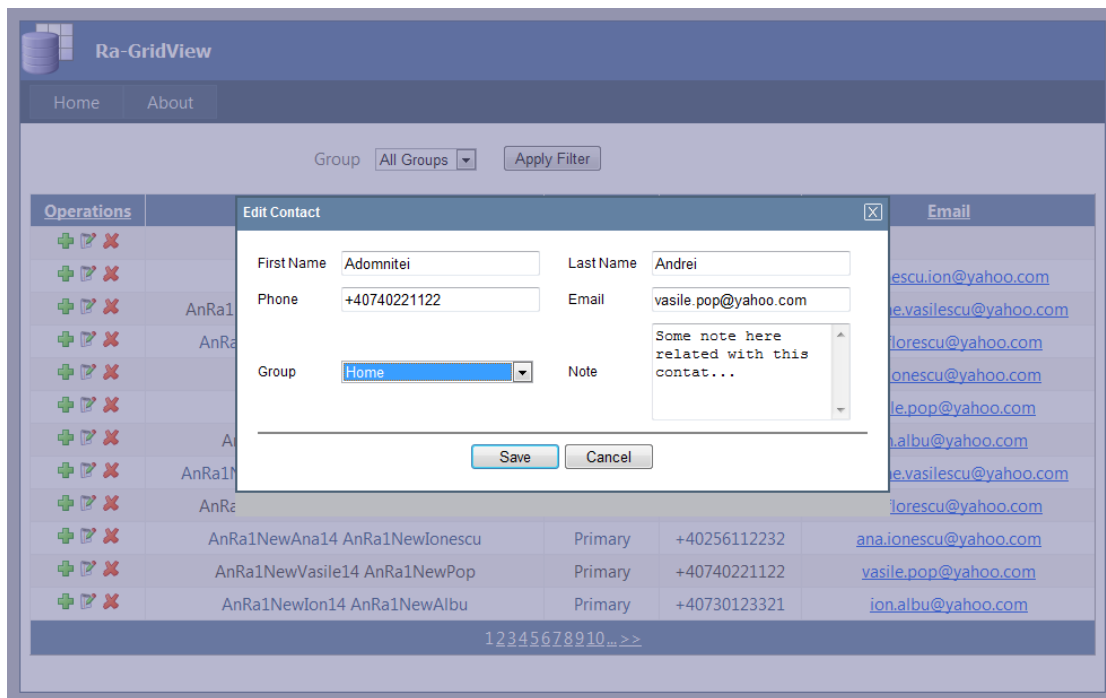 Ra-GridView
Home About
Group All Groups Apply Filter
Operations Email
Edit Contact
First Name Adomnitei Last Name Andrei
Phone +40740221122 Email vasile.pop@yahoo.com
Group Home Note Some note here
related with this
contat...
Save Cancel
escu.ion@yahoo.com
AnRa1 e.vasilescu@yahoo.com
AnRa florescu@yahoo.com
onescu@yahoo.com
le.pop@yahoo.com
A .albu@yahoo.com
AnRa1N e.vasilescu@yahoo.com
AnRa florescu@yahoo.com
AnRa1NewAna14 AnRa1NewIonescu Primary +40256112232 ana.ionescu@yahoo.com
AnRa1NewVasile14 AnRa1NewPop Primary +40740221122 vasile.pop@yahoo.com
AnRa1NewIon14 AnRa1NewAlbu Primary +40730123321 ion.albu@yahoo.com
12345678910...>>